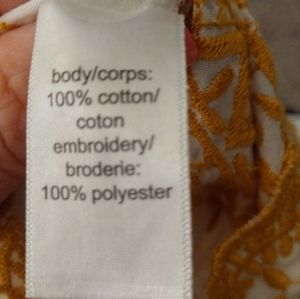 body/corps:
100% cotton/
coton
embroidery/
broderie:
100% polyester